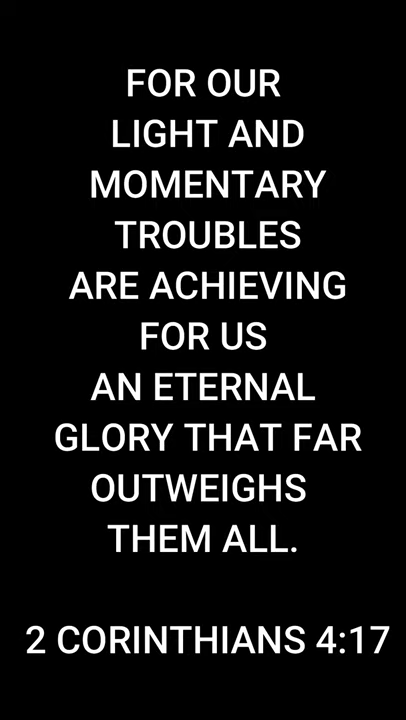 FOR OUR
LIGHT AND
MOMENTARY
TROUBLES
ARE ACHIEVING
FOR US
AN ETERNAL
GLORY THAT FAR
OUTWEIGHS
THEM ALL.
2 CORINTHIANS 4:17